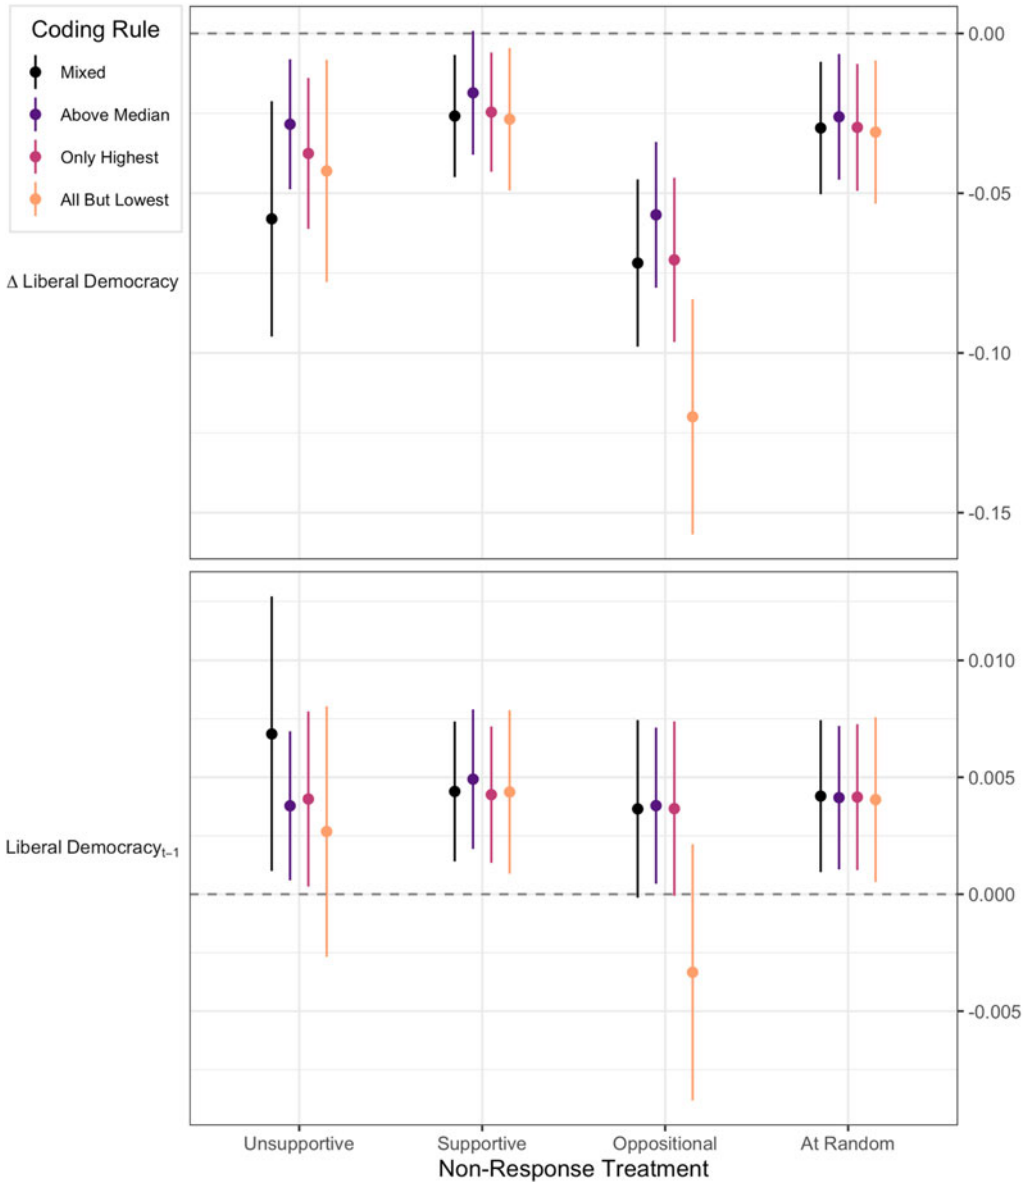 Coding Rule
Mixed
Above Median
Only Highest
All But Lowest
0.00
-0.05
Δ Liberal Democracy
-0.10
-0.15
0.010
0.005
Liberal Democracyt−1
0.000
-0.005
Unsupportive Supportive Oppositional At Random
Non-Response Treatment